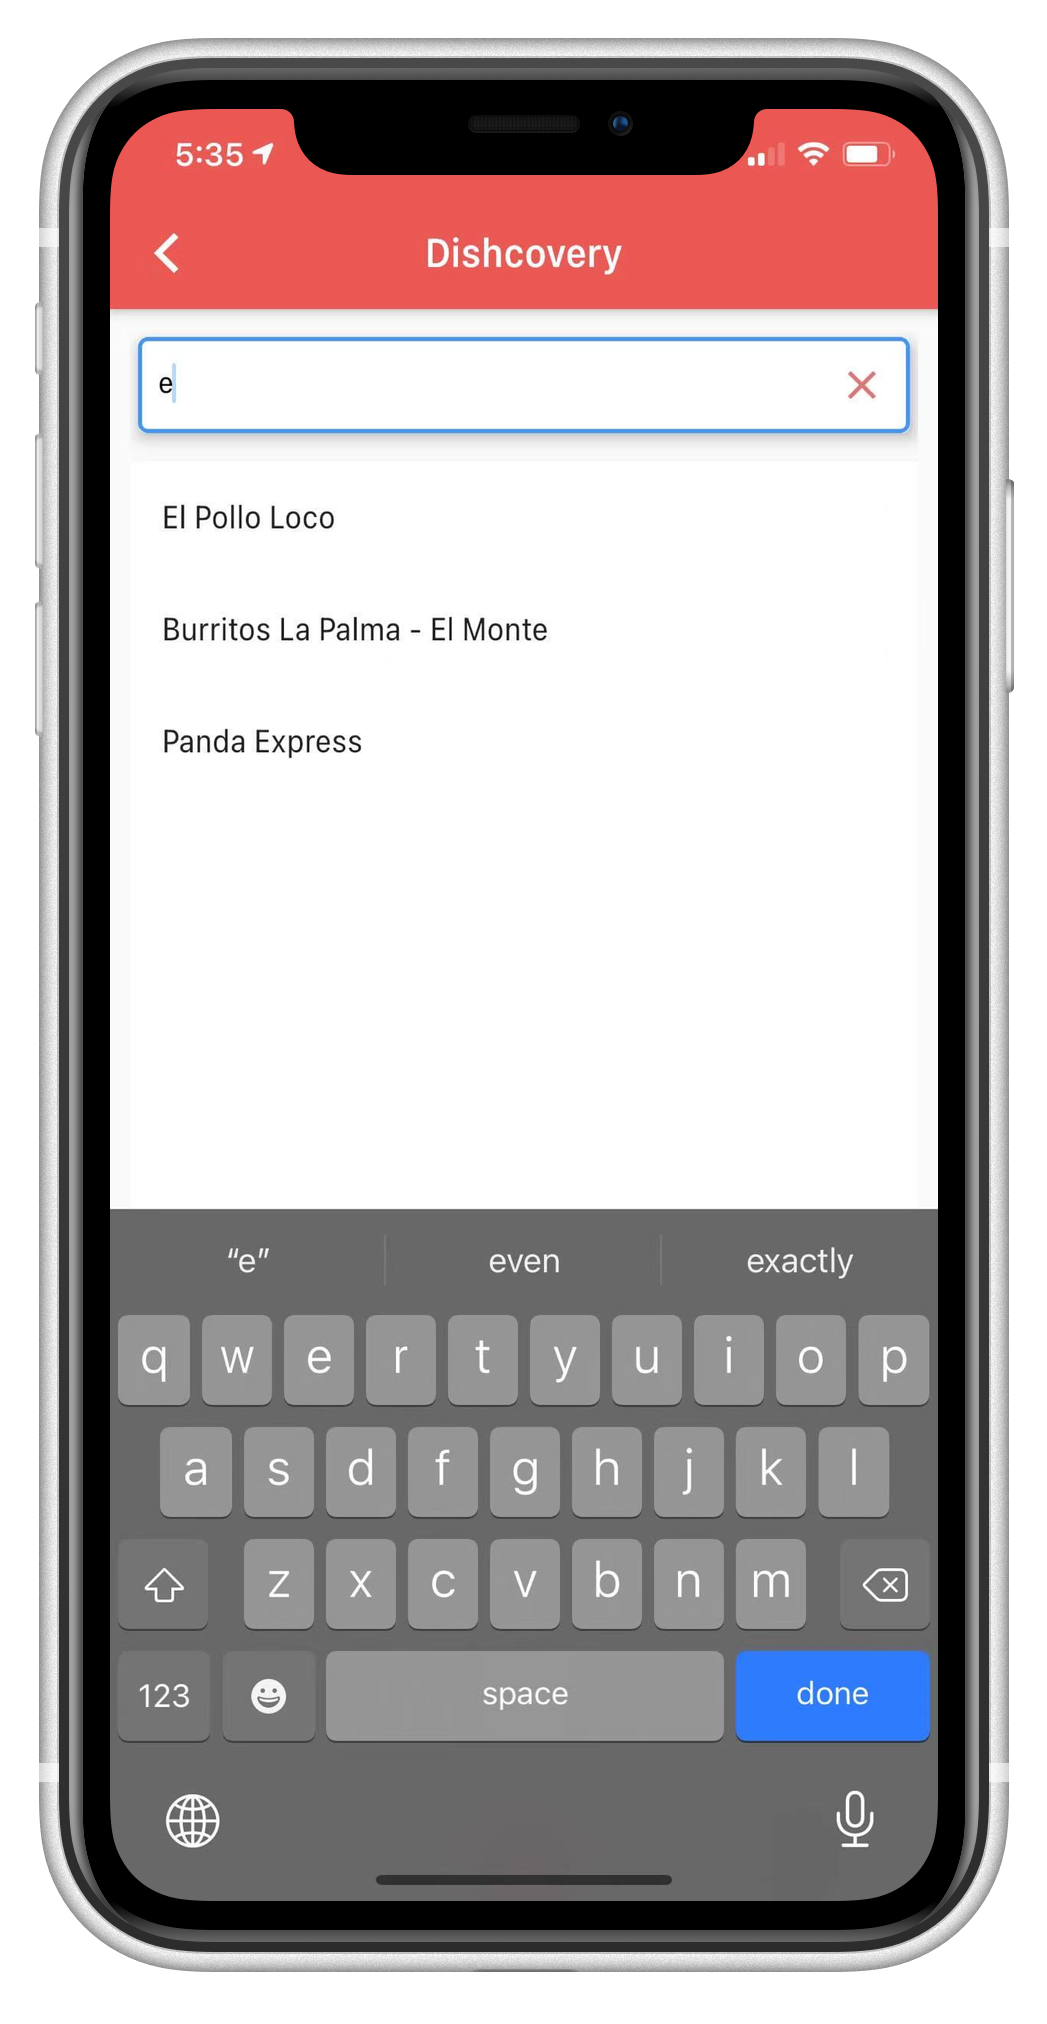 5:35
Dishcovery
e
El Pollo Loco
Burritos La Palma - El Monte
Panda Express
“e” even exactly
q w e r t y u i o p
a s d f g h j k l
z x c v b n m
123 space done